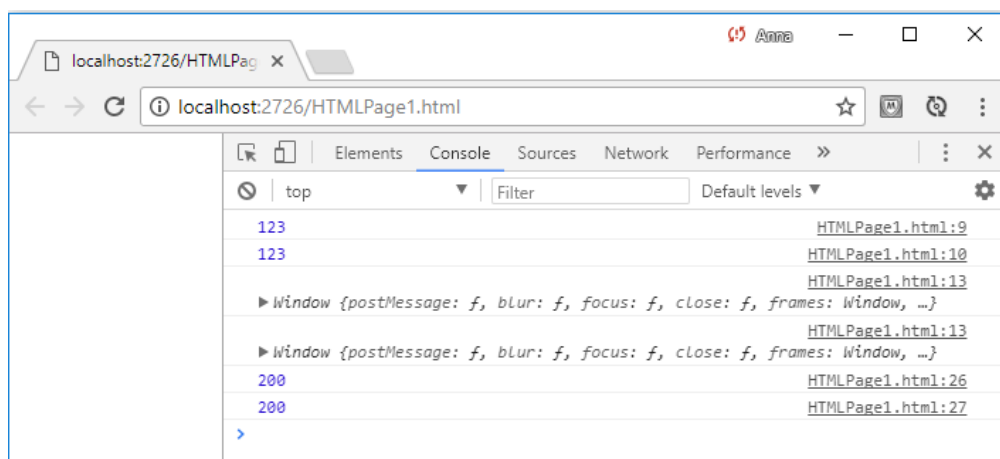 Anna
localhost:2726/HTMLPag
localhost:2726/HTMLPage1.html
Elements Console Sources Network Performance »
top Filter Default levels
123 HTMLPage1.html:9
123 HTMLPage1.html:10
HTMLPage1.html:13
Window {postMessage: ƒ, blur: ƒ, focus: ƒ, close: ƒ, frames: Window, …}
HTMLPage1.html:13
Window {postMessage: ƒ, blur: ƒ, focus: ƒ, close: ƒ, frames: Window, …}
200 HTMLPage1.html:26
200 HTMLPage1.html:27